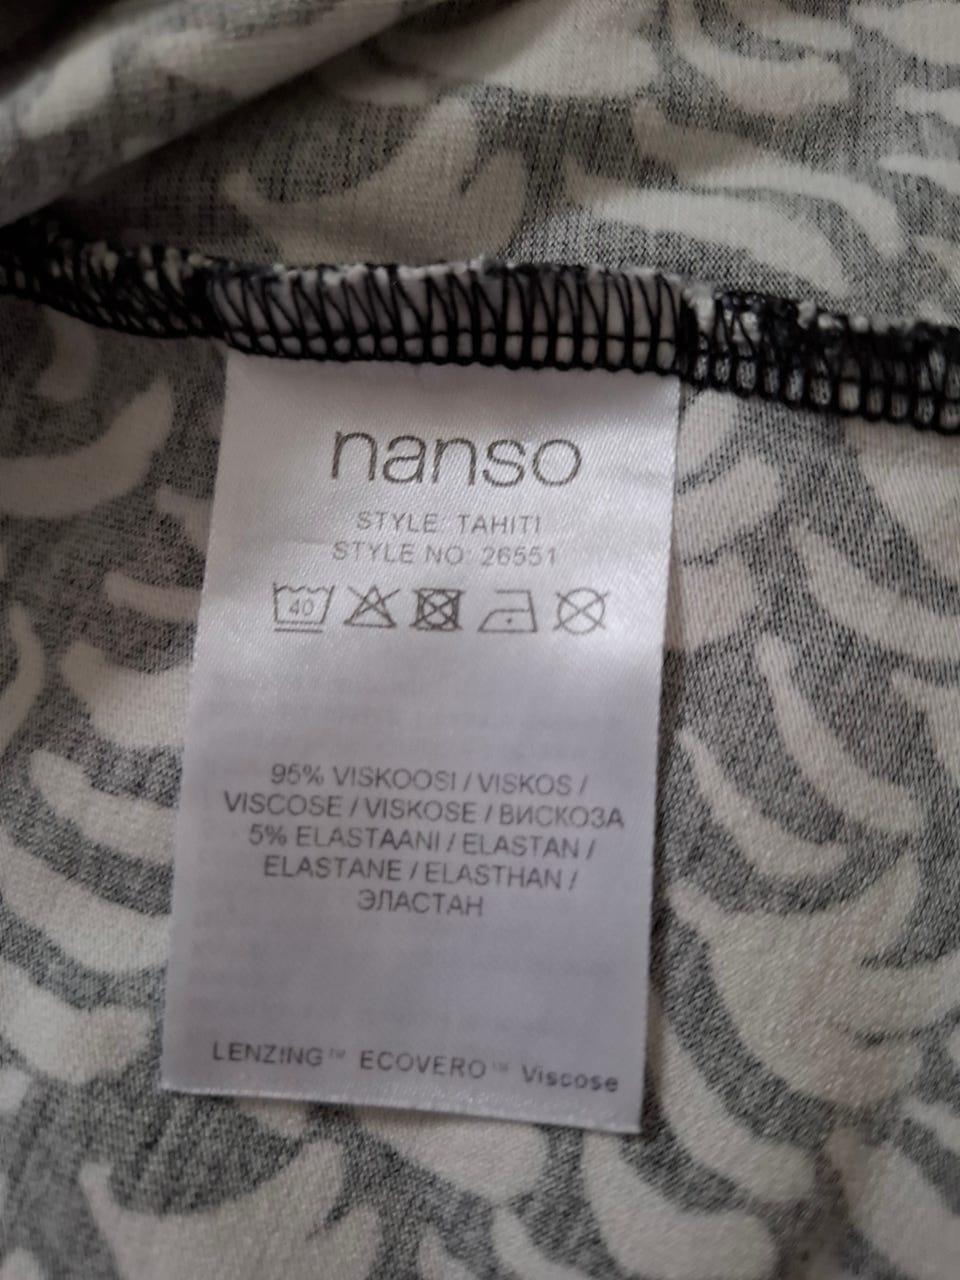 nanso
STYLE: TAHITI
STYLE NO: 26551
40
95% VISKOOSI / VISKOS /
VISCOSE / VISKOSE / ВИСКОЗА
5% ELASTAANI / ELASTAN /
ELASTANE / ELASTHAN /
ЭЛАСТАН
LENZING™ ECOVERO™ Viscose